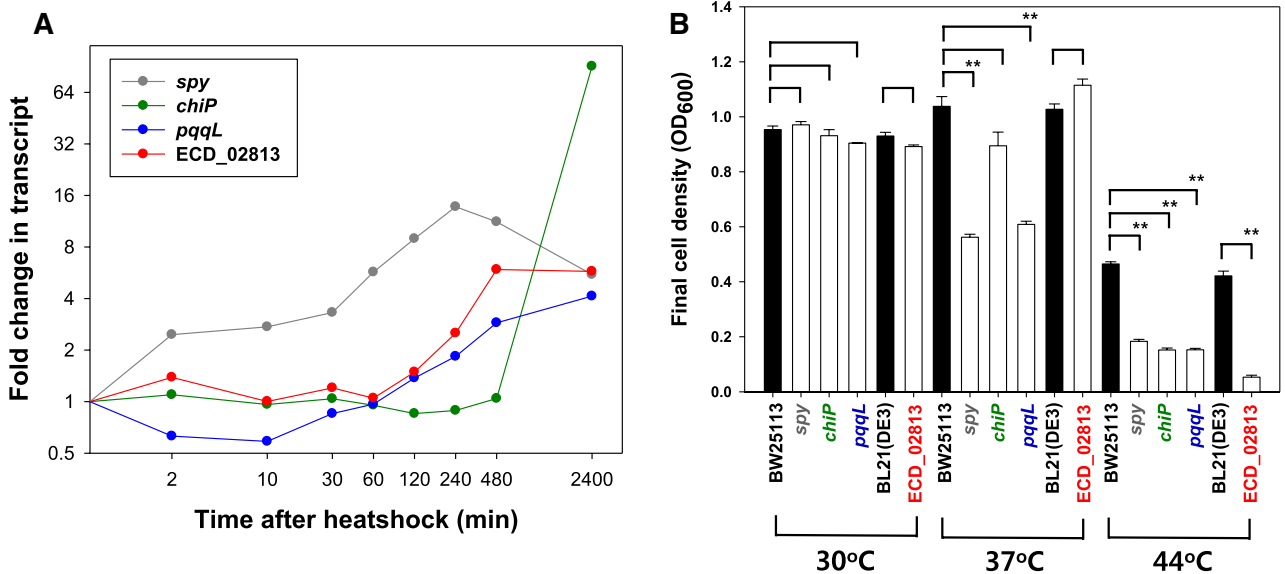 A
Fold change in transcript
64
32
16
8
4
2
1
0.5
spy
chiP
pqqL
ECD_02813
2 10 30 60 120 240 480 2400
Time after heatshock (min)
B
Final cell density (OD600)
1.4
1.2
1.0
0.8
0.6
0.4
0.2
0.0
**
**
**
**
**
**
BW25113 spy chiP pqqL BL21(DE3) ECD_02813 BW25113 spy chiP pqqL BL21(DE3) ECD_02813 BW25113 spy chiP pqqL BL21(DE3) ECD_02813
30°C 37°C 44°C